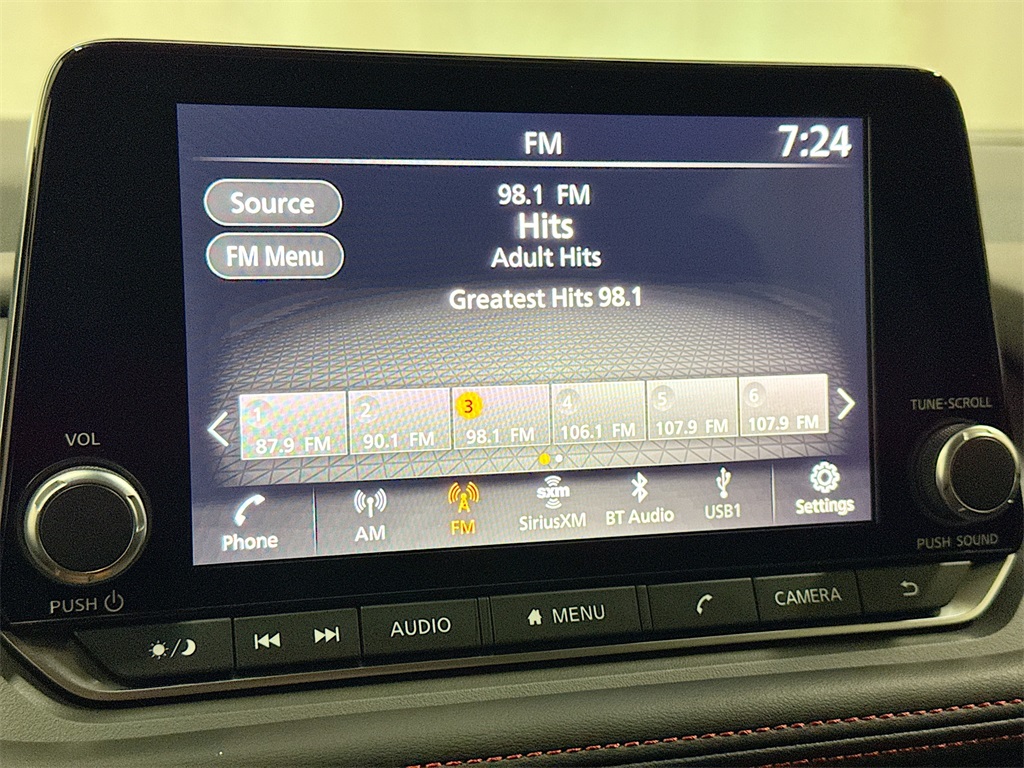 FM
7:24
Source
98.1 FM
Hits
FM Menu
Adult Hits
Greatest Hits 98.1
1 2 3 4 5 6
87.9 FM 90.1 FM 98.1 FM 106.1 FM 107.9 FM 107.9 FM
VOL
TUNE·SCROLL
Phone AM FM sxm SiriusXM BT Audio USB1 Settings
PUSH
PUSH SOUND
AUDIO MENU CAMERA